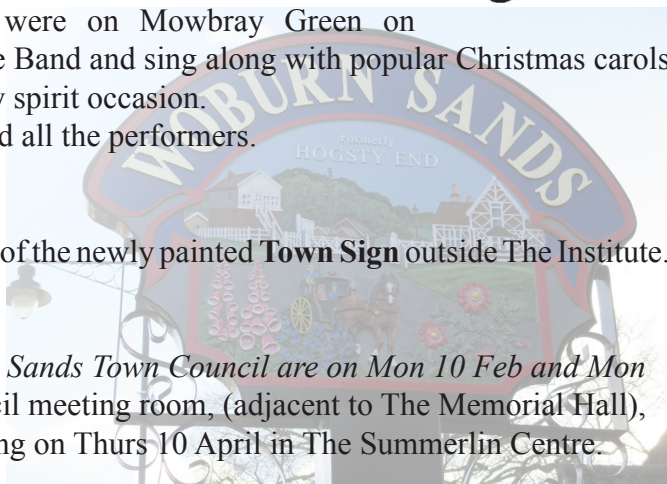 were on Mowbray Green on
Band and sing along with popular Christmas carols
spirit occasion.
all the performers.
WOBURN SANDS
Formerly
HOGSTY END
of the newly painted Town Sign outside The Institute.
Sands Town Council are on Mon 10 Feb and Mon
meeting room, (adjacent to The Memorial Hall),
on Thurs 10 April in The Summerlin Centre.